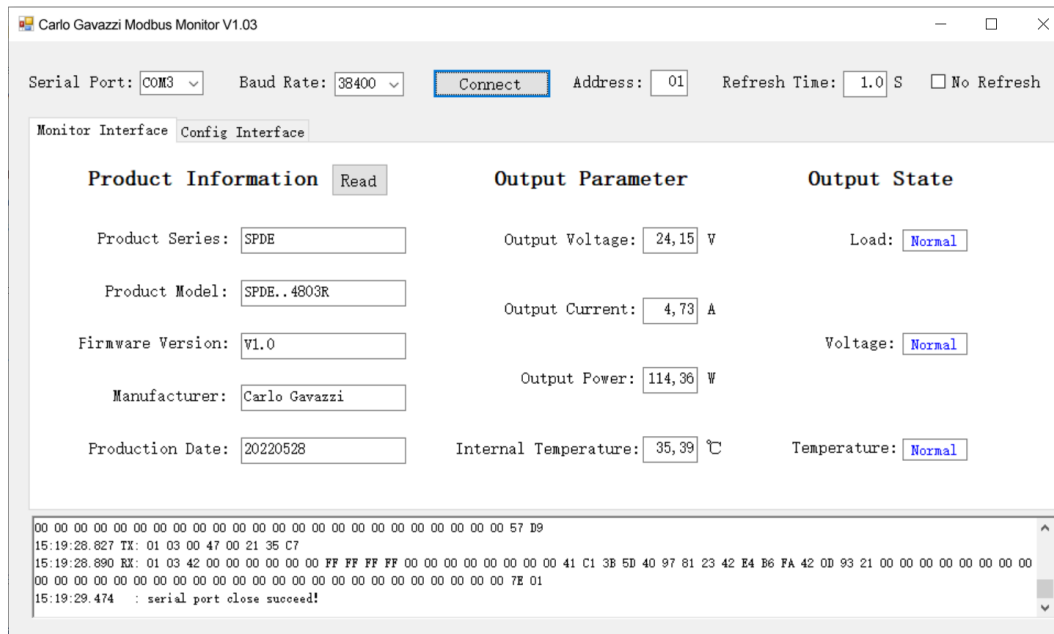 Carlo Gavazzi Modbus Monitor V1.03
Serial Port: COM3 Baud Rate: 38400 Connect Address: 01 Refresh Time: 1.0 S No Refresh
Monitor Interface Config Interface
Product Information Read Output Parameter Output State
Product Series: SPDE Output Voltage: 24,15 V Load: Normal
Product Model: SPDE..4803R Output Current: 4,73 A
Firmware Version: V1.0 Voltage: Normal
Manufacturer: Carlo Gavazzi Output Power: 114,36 W
Production Date: 20220528 Internal Temperature: 35,39 ℃ Temperature: Normal
00 00 00 00 00 00 00 00 00 00 00 00 00 00 00 00 00 00 00 00 00 00 00 00 57 D9
15:19:28.827 TX: 01 03 00 47 00 21 35 C7
15:19:28.890 RX: 01 03 42 00 00 00 00 00 00 FF FF FF FF 00 00 00 00 00 00 00 00 41 C1 3B 5D 40 97 81 23 42 E4 B6 FA 42 0D 93 21 00 00 00 00 00 00 00 00
00 00 00 00 00 00 00 00 00 00 00 00 00 00 00 00 00 00 00 00 00 00 00 00 7E 01
15:19:29.474 : serial port close succeed!